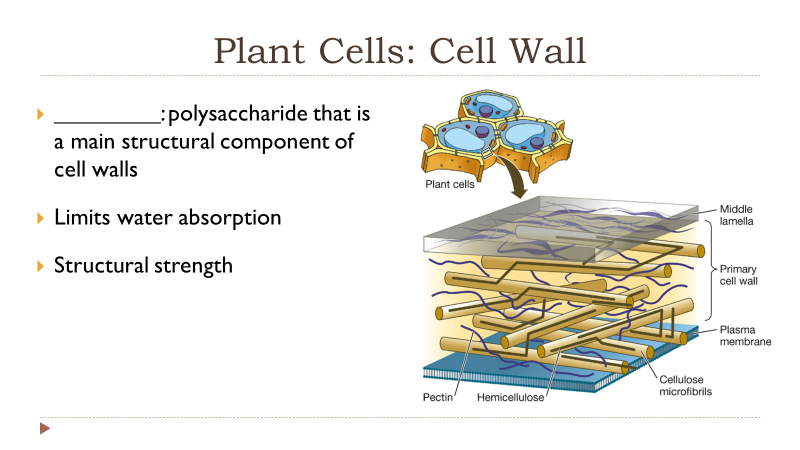 Plant Cells: Cell Wall
__________: polysaccharide that is
a main structural component of
cell walls
Limits water absorption
Structural strength
Plant cells
Middle
lamella
Primary
cell wall
Plasma
membrane
Cellulose
microfibrils
Pectin
Hemicellulose